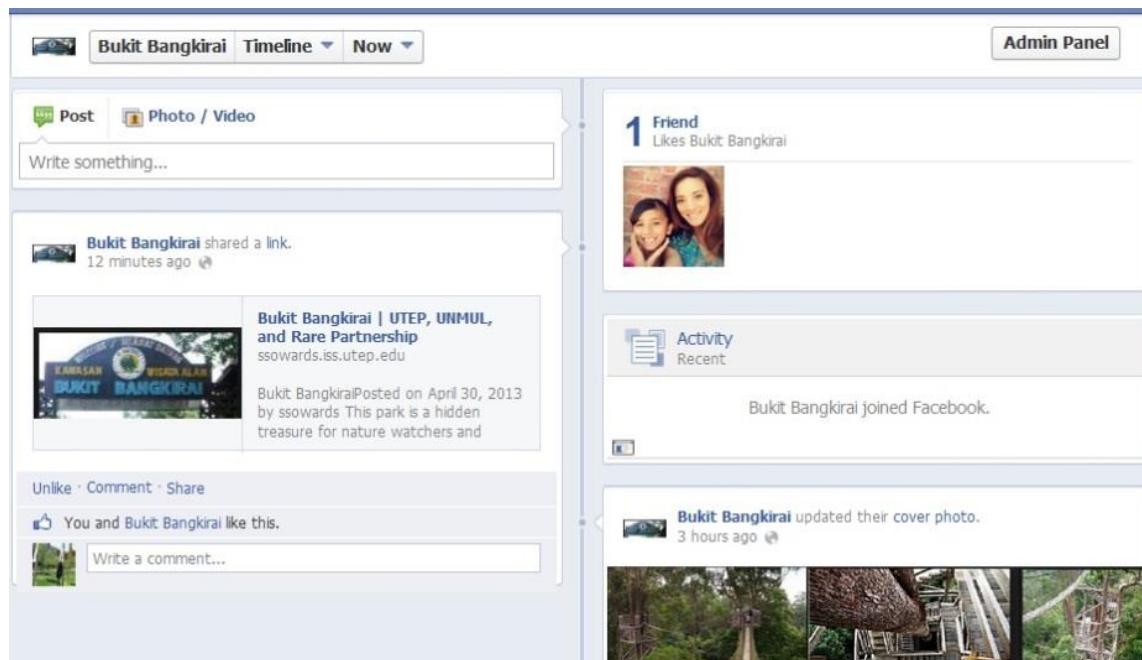 Bukit Bangkirai Timeline Now
Admin Panel
Post Photo / Video
Write something...
Bukit Bangkirai shared a link.
12 minutes ago
KAWASAN WISATA ALAM
BUKIT BANGKIRAI
Bukit Bangkirai | UTEP, UNMUL,
and Rare Partnership
ssowards.iss.utep.edu
Bukit BangkiraiPosted on April 30, 2013
by ssowards This park is a hidden
treasure for nature watchers and
Unlike · Comment · Share
You and Bukit Bangkirai like this.
Write a comment...
1 Friend
Likes Bukit Bangkirai
Activity
Recent
Bukit Bangkirai joined Facebook.
Bukit Bangkirai updated their cover photo.
3 hours ago